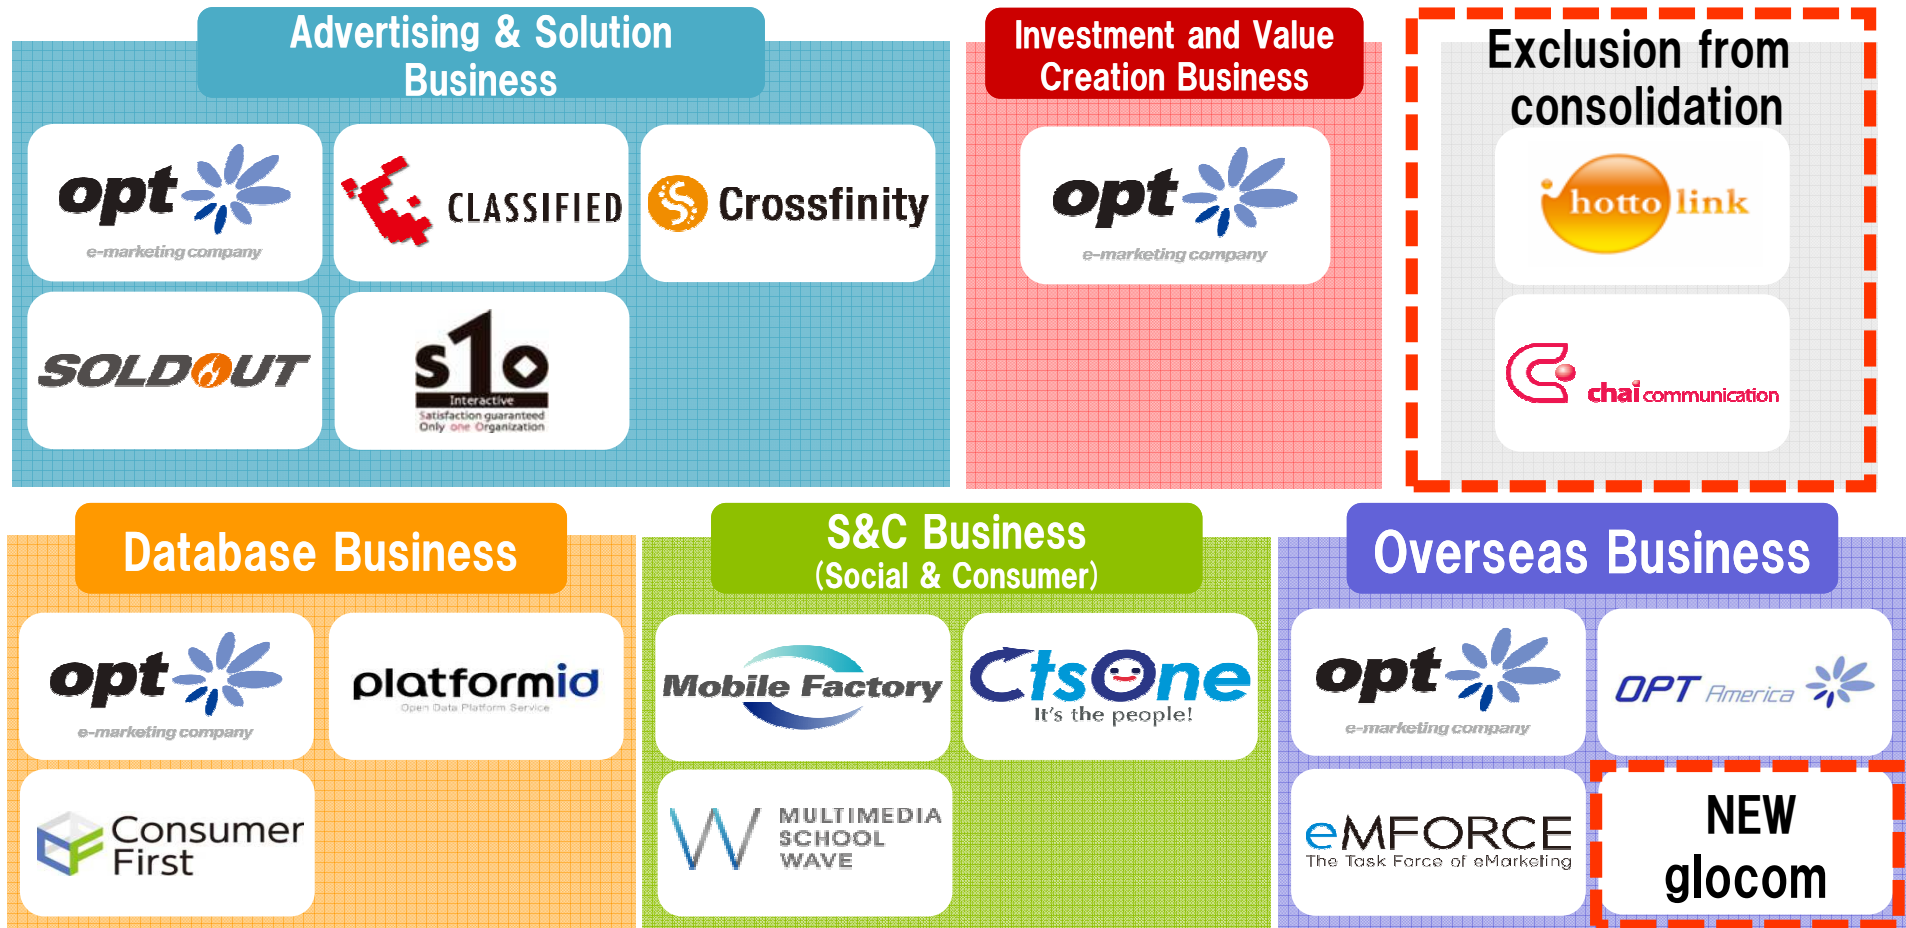 Advertising & Solution
Business
opt
e-marketing company
CLASSIFIED
Crossfinity
SOLDOUT
s1o
Interactive
Satisfaction guaranteed
Only one Organization
Investment and Value
Creation Business
opt
e-marketing company
Exclusion from
consolidation
hotto link
chai communication
Database Business
opt
e-marketing company
platformid
Open Data Platform Service
Consumer
First
S&C Business
(Social & Consumer)
Mobile Factory
CtsOne
It's the people!
MULTIMEDIA
SCHOOL
WAVE
Overseas Business
opt
e-marketing company
OPT America
eMFORCE
The Task Force of eMarketing
NEW
glocom